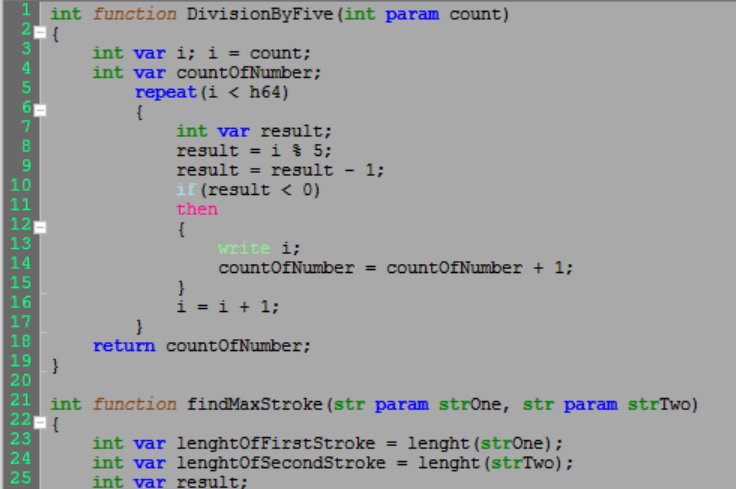 1 int function DivisionByFive(int param count)
2 {
3 int var i; i = count;
4 int var countOfNumber;
5 repeat(i < h64)
6 {
7 int var result;
8 result = i % 5;
9 result = result - 1;
10 if(result < 0)
11 then
12 {
13 write i;
14 countOfNumber = countOfNumber + 1;
15 }
16 i = i + 1;
17 }
18 return countOfNumber;
19 }
20
21 int function findMaxStroke(str param strOne, str param strTwo)
22 {
23 int var lenghtOfFirstStroke = lenght(strOne);
24 int var lenghtOfSecondStroke = lenght(strTwo);
25 int var result;